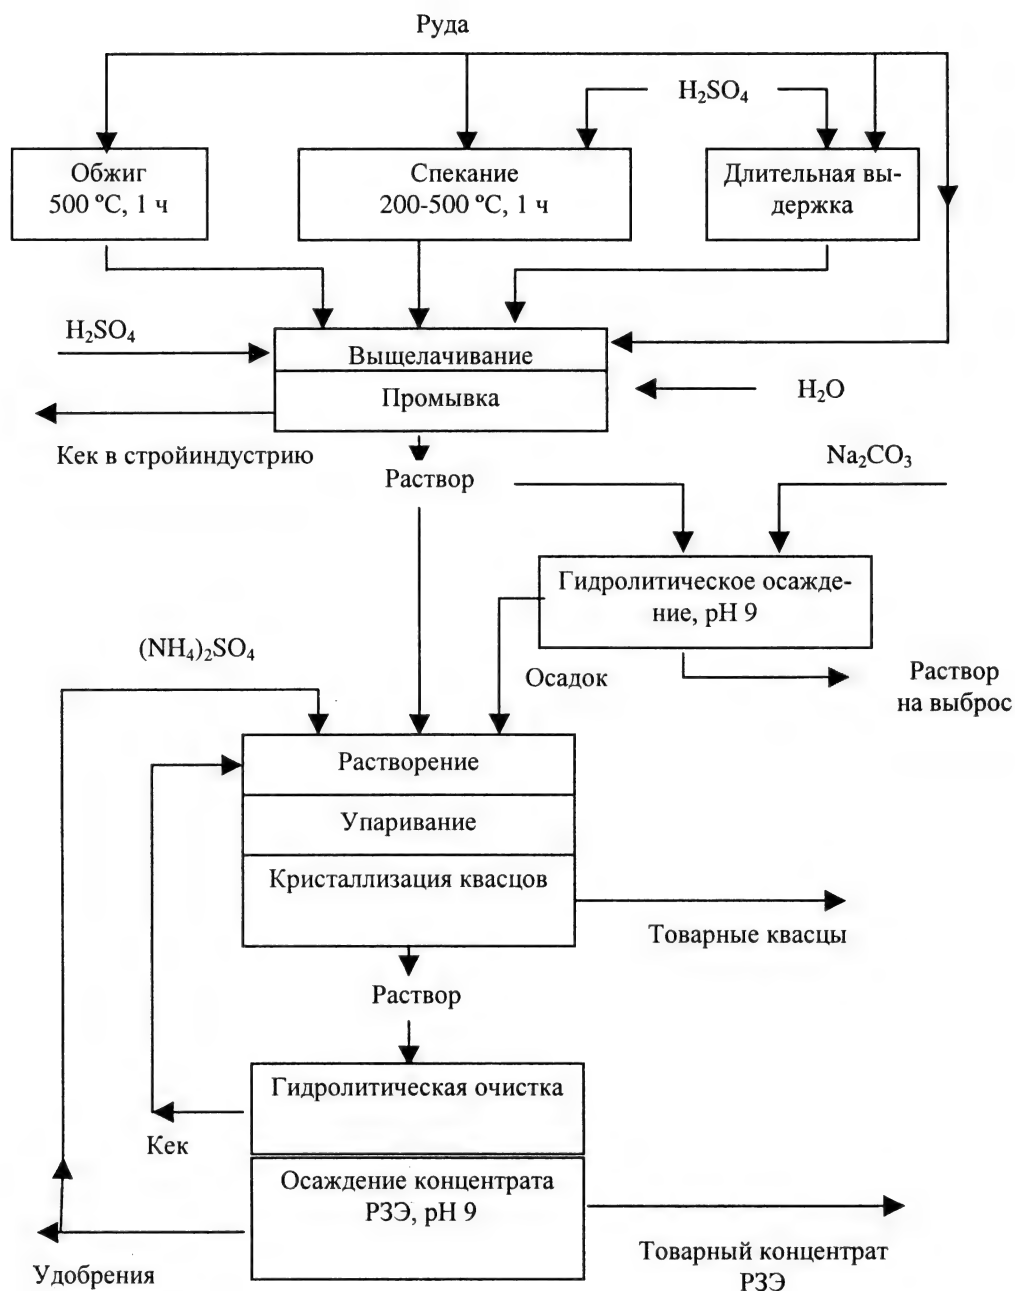 Руда
H₂SO₄
Обжиг
500 ºС, 1 ч
Спекание
200-500 ºС, 1 ч
Длительная вы-
держка
H₂SO₄
Выщелачивание
Промывка
H₂O
Кек в стройиндустрию
Раствор
Na₂CO₃
Гидролитическое осажде-
ние, pH 9
(NH₄)₂SO₄
Осадок
Раствор
на выброс
Растворение
Упаривание
Кристаллизация квасцов
Товарные квасцы
Раствор
Гидролитическая очистка
Кек
Осаждение концентрата
РЗЭ, pH 9
Удобрения
Товарный концентрат
РЗЭ